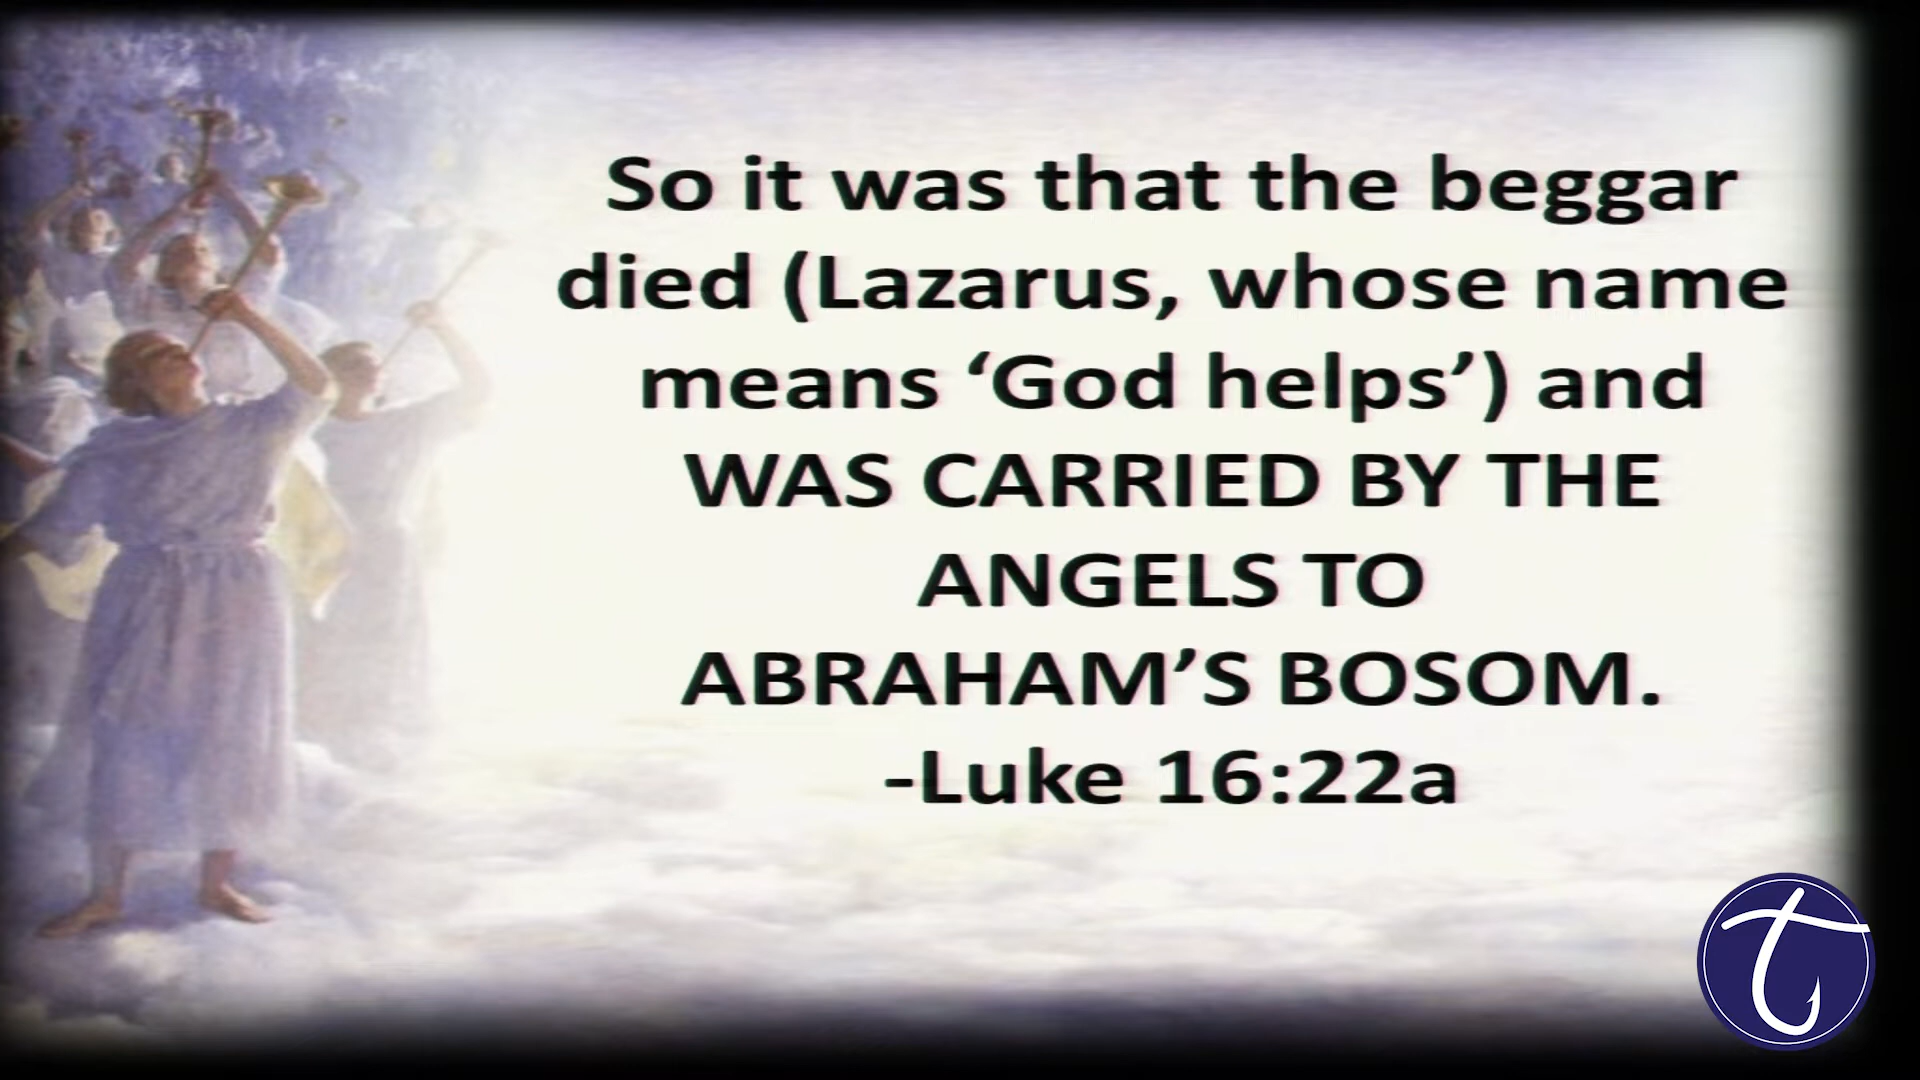 So it was that the beggar
died (Lazarus, whose name
means ‘God helps’) and
WAS CARRIED BY THE
ANGELS TO
ABRAHAM’S BOSOM.
-Luke 16:22a